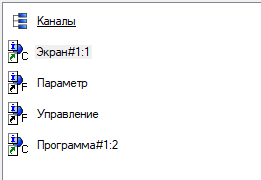 Каналы
Экран#1:1
C
Параметр
F
Управление
F
Программа#1:2
C